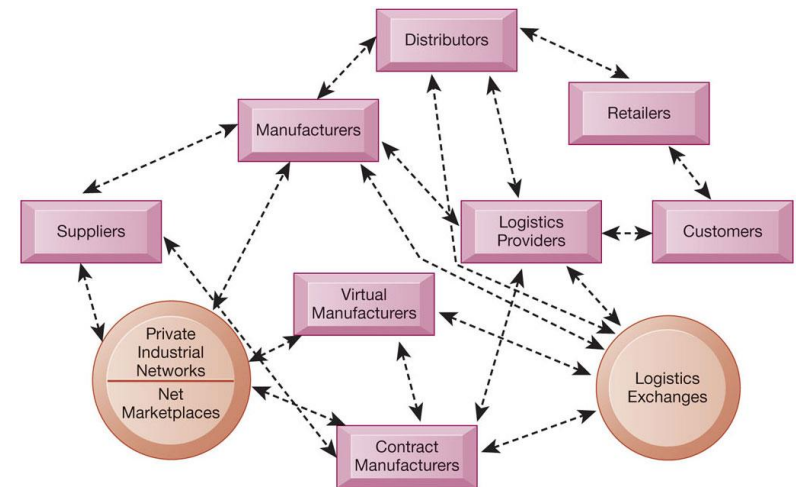 Distributors
Manufacturers
Retailers
Suppliers
Logistics
Providers
Customers
Virtual
Manufacturers
Private
Industrial
Networks
Net
Marketplaces
Logistics
Exchanges
Contract
Manufacturers